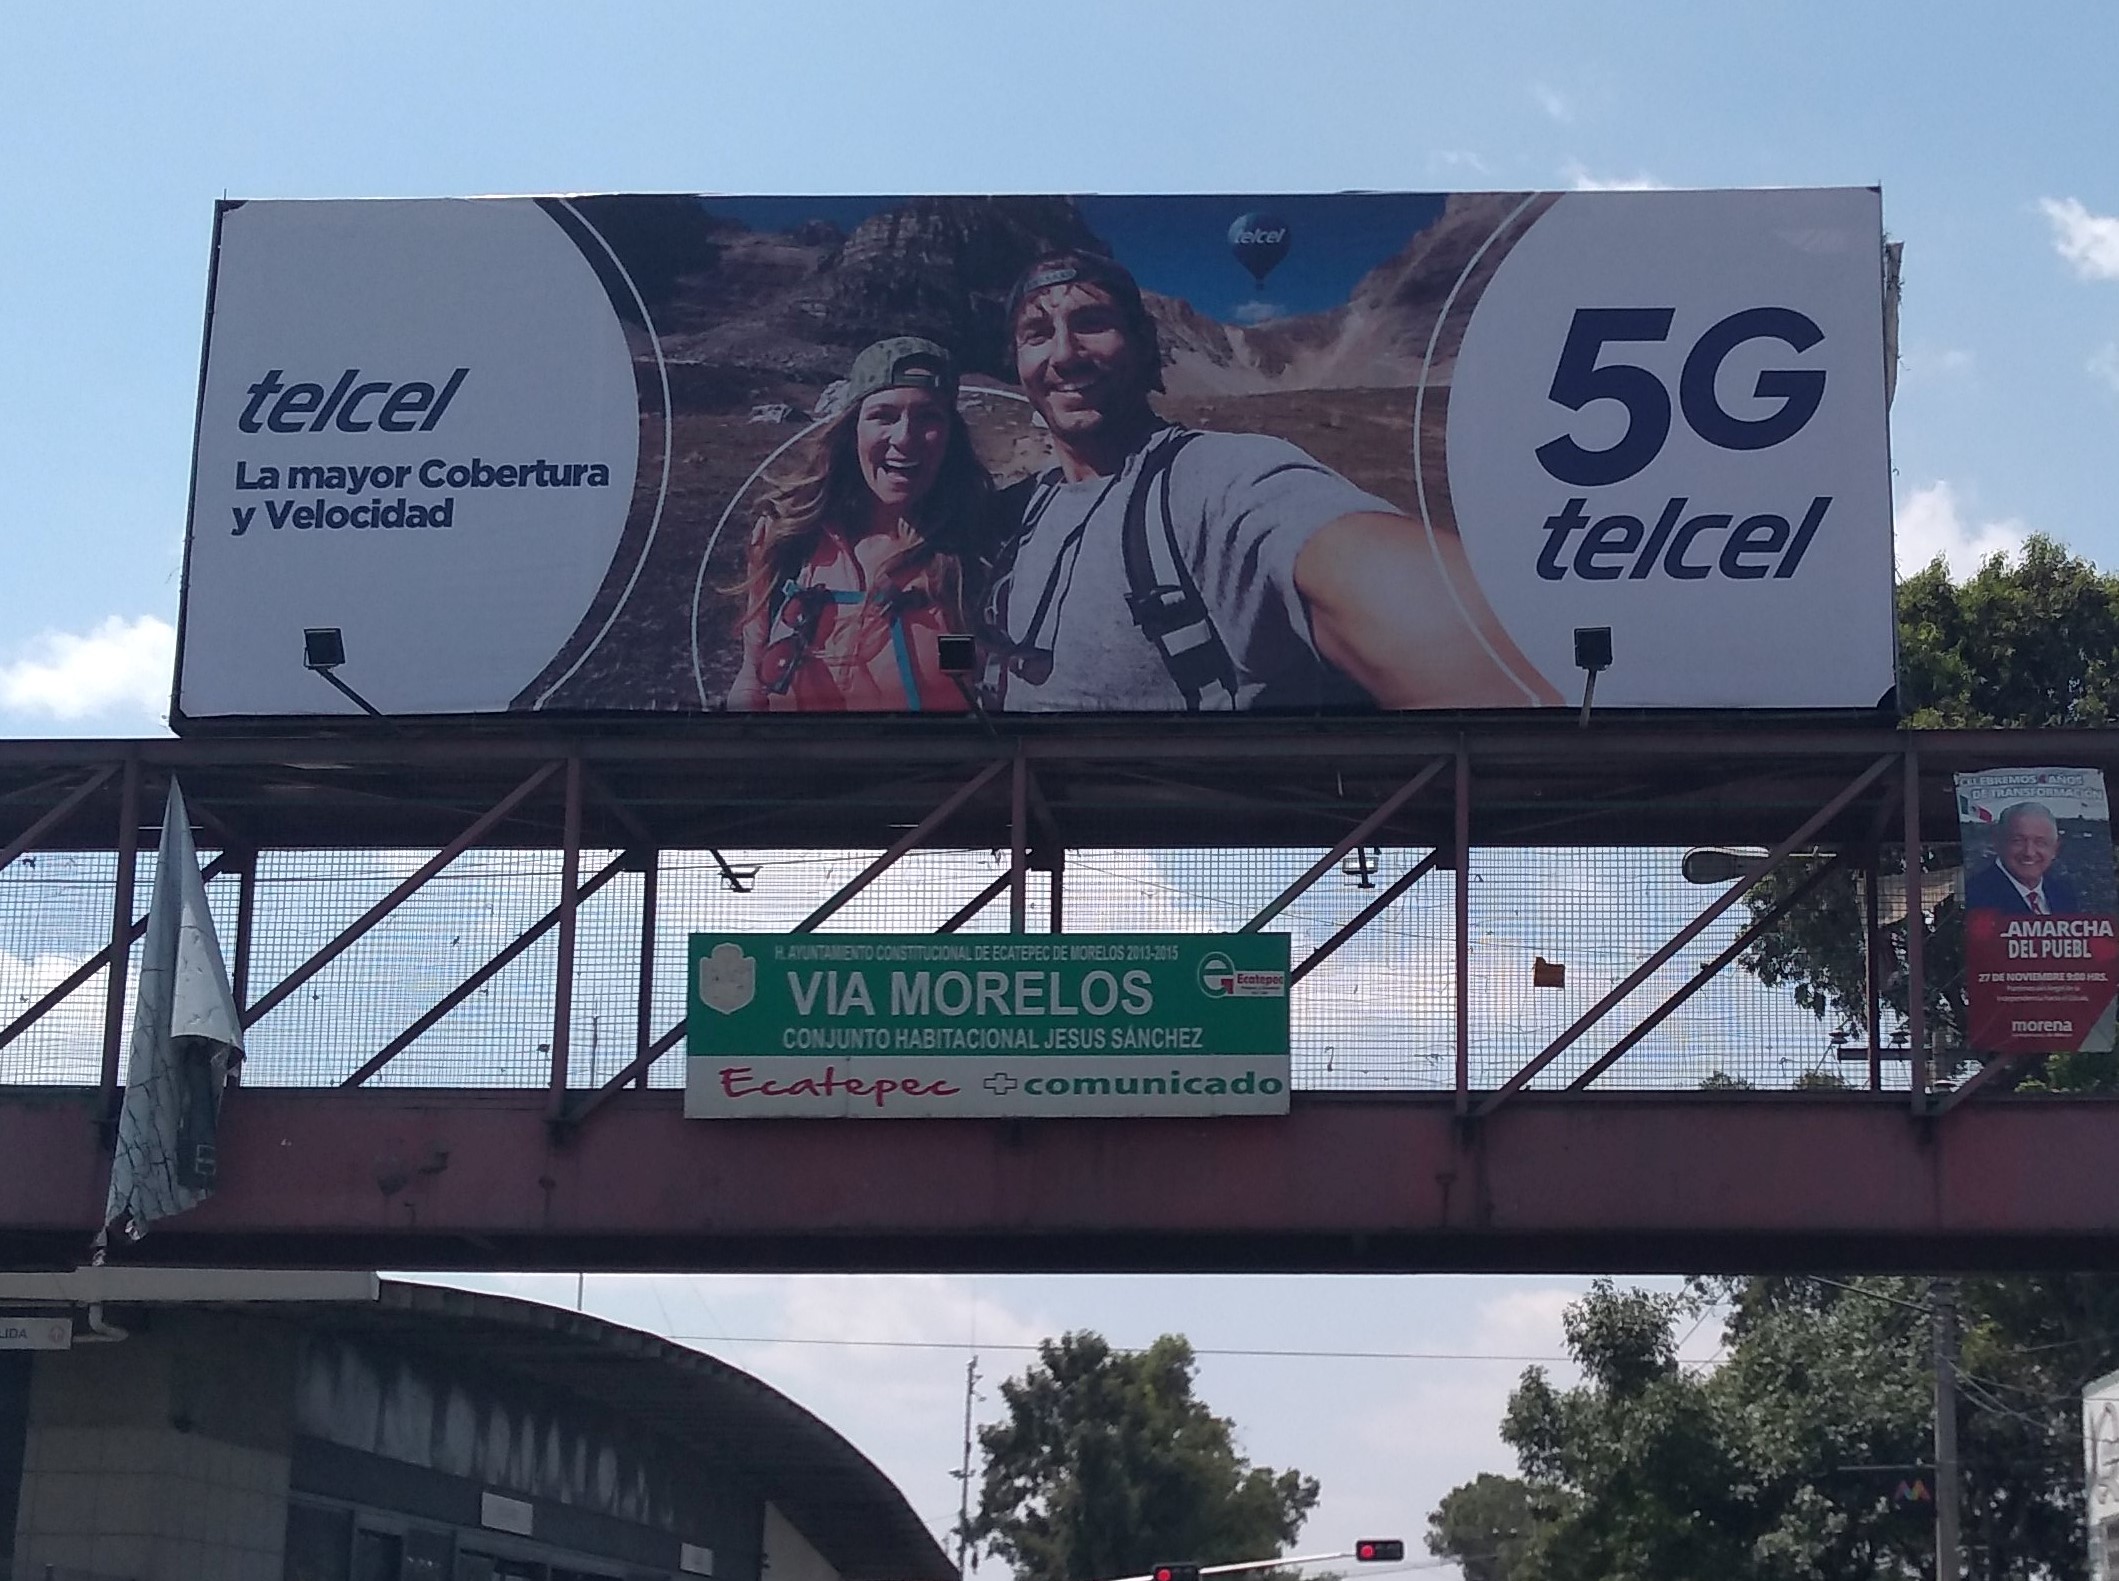 telcel
La mayor Cobertura
y Velocidad
telcel
5G
telcel
H. AYUNTAMIENTO CONSTITUCIONAL DE ECATEPEC DE MORELOS 2013-2015
VIA MORELOS
CONJUNTO HABITACIONAL JESUS SÁNCHEZ
Ecatepec
Ecatepec +comunicado
CELEBREMOS 4 AÑOS
DE TRANSFORMACIÓN
AMARCHA
DEL PUEBL
27 DE NOVIEMBRE 9:00 HRS.
morena
LIDA